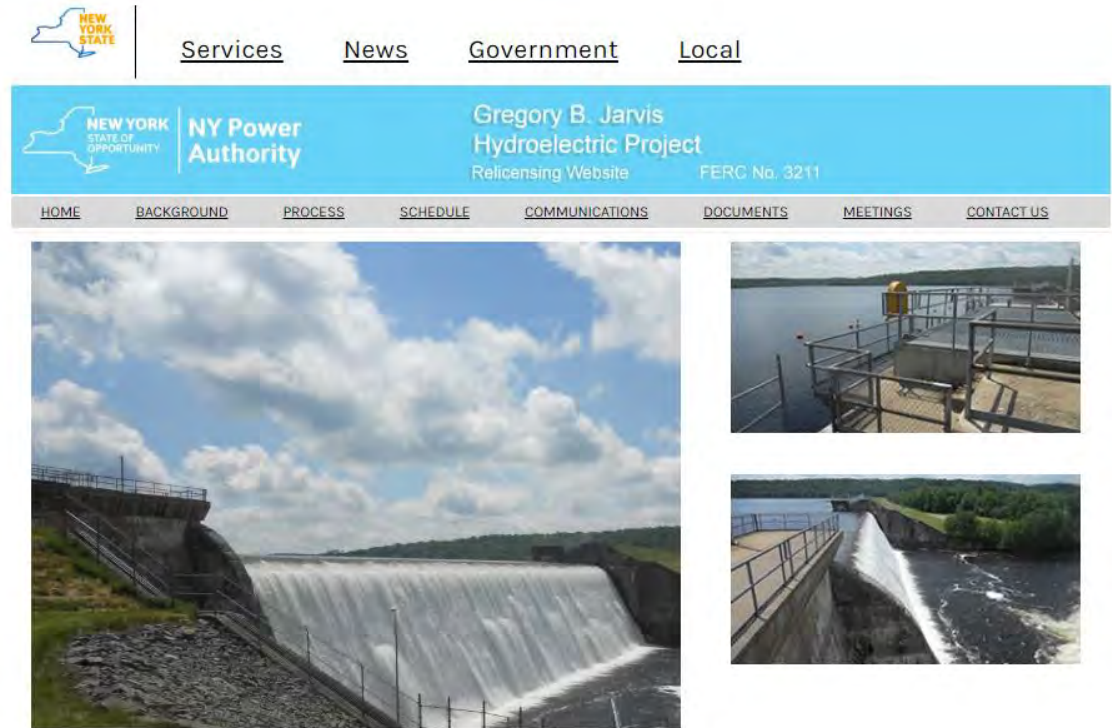 NEW
YORK
STATE
Services News Government Local
NEW YORK
STATE OF
OPPORTUNITY
NY Power
Authority
Gregory B. Jarvis
Hydroelectric Project
Relicensing Website FERC No. 3211
HOME BACKGROUND PROCESS SCHEDULE COMMUNICATIONS DOCUMENTS MEETINGS CONTACT US